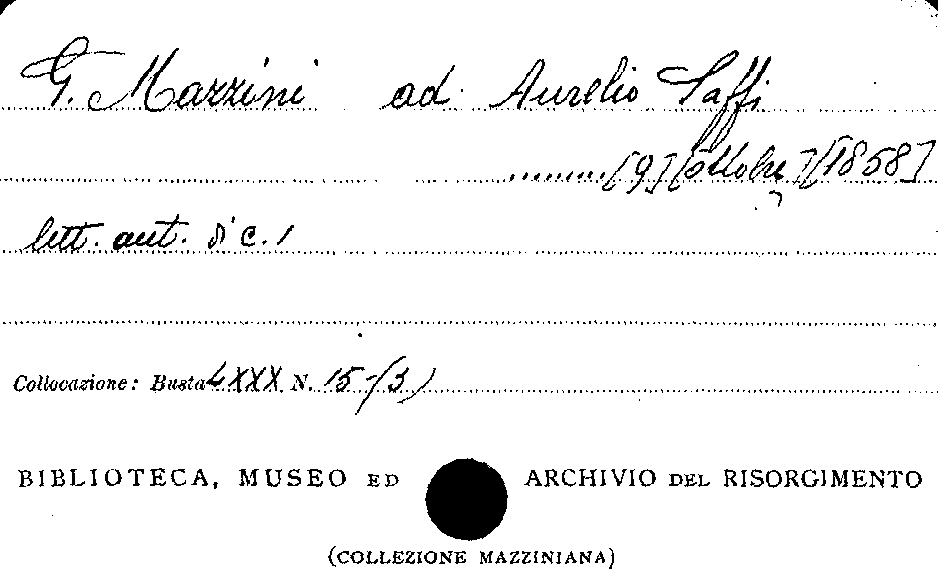 G. Mazzini ad Aurelio Saffi
[9] [ottobre] [1858]
lett. aut. di c. 1
Collocazione: Busta LXXX N. 15-(3)
BIBLIOTECA, MUSEO ED ARCHIVIO DEL RISORGIMENTO
(COLLEZIONE MAZZINIANA)